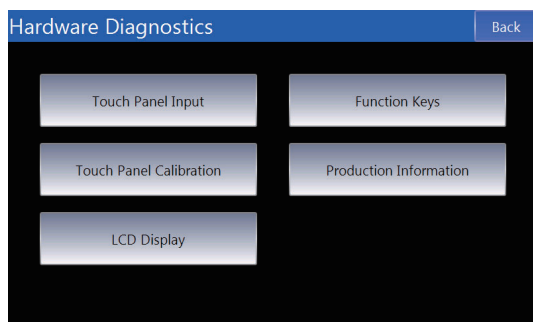 Hardware Diagnostics
Back
Touch Panel Input
Function Keys
Touch Panel Calibration
Production Information
LCD Display